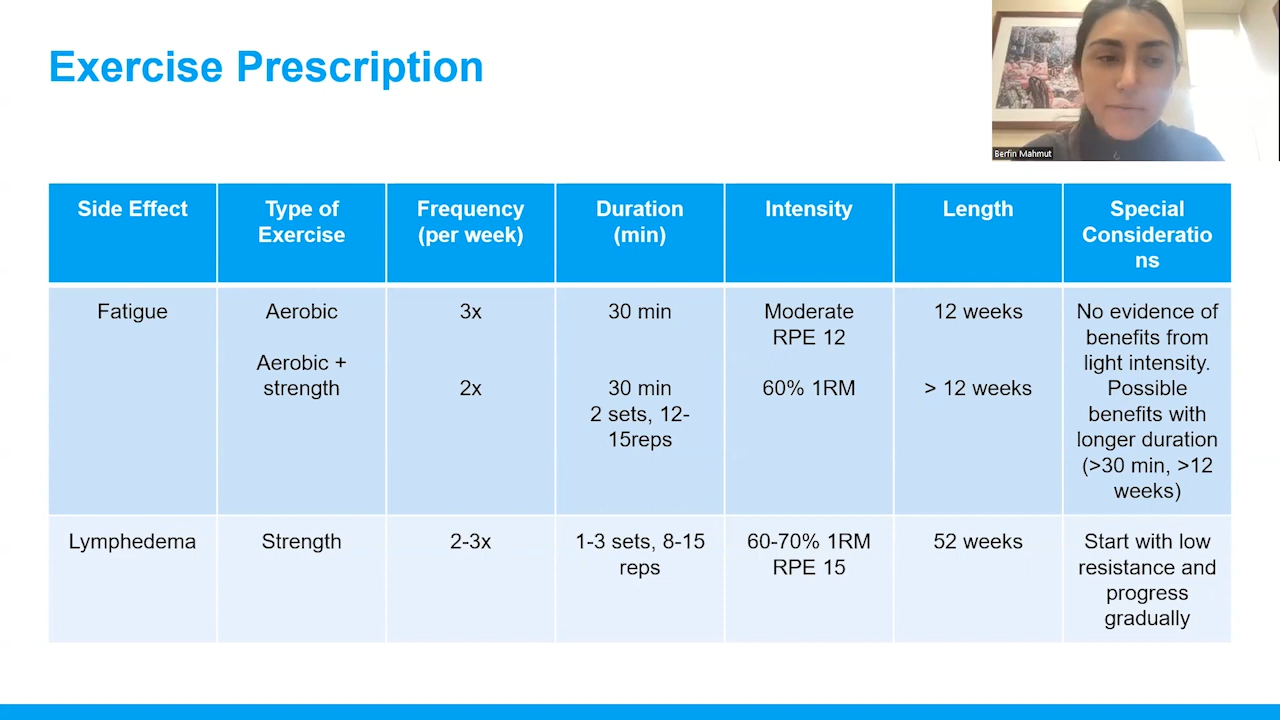 Exercise Prescription
Berfin Mahmut
Side Effect
Type of
Exercise
Frequency
(per week)
Duration
(min)
Intensity
Length
Special
Consideratio
ns
Fatigue
Aerobic
Aerobic +
strength
3x
2x
30 min
30 min
2 sets, 12-
15reps
Moderate
RPE 12
60% 1RM
12 weeks
> 12 weeks
No evidence of
benefits from
light intensity.
Possible
benefits with
longer duration
(>30 min, >12
weeks)
Lymphedema
Strength
2-3x
1-3 sets, 8-15
reps
60-70% 1RM
RPE 15
52 weeks
Start with low
resistance and
progress
gradually